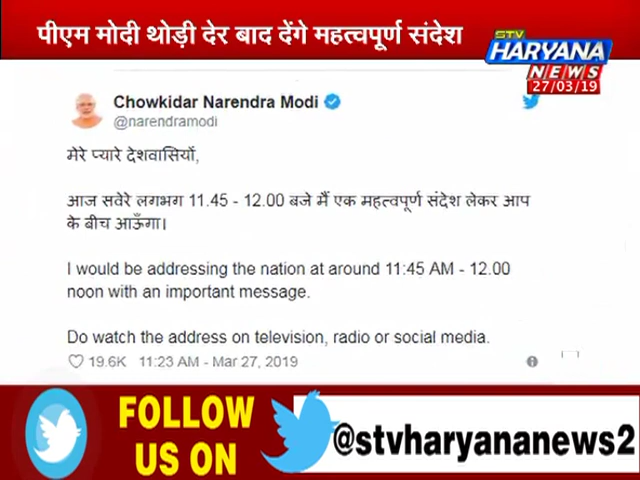 पीएम मोदी थोड़ी देर बाद देंगे महत्वपूर्ण संदेश
STV
HARYANA
NEWS
27/03/19
Chowkidar Narendra Modi
@narendramodi
मेरे प्यारे देशवासियों,
आज सवेरे लगभग 11.45 - 12.00 बजे मैं एक महत्वपूर्ण संदेश लेकर आप
के बीच आऊँगा।
I would be addressing the nation at around 11:45 AM - 12.00
noon with an important message.
Do watch the address on television, radio or social media.
19.6K 11:23 AM - Mar 27, 2019
FOLLOW
US ON
@stvharyananews2